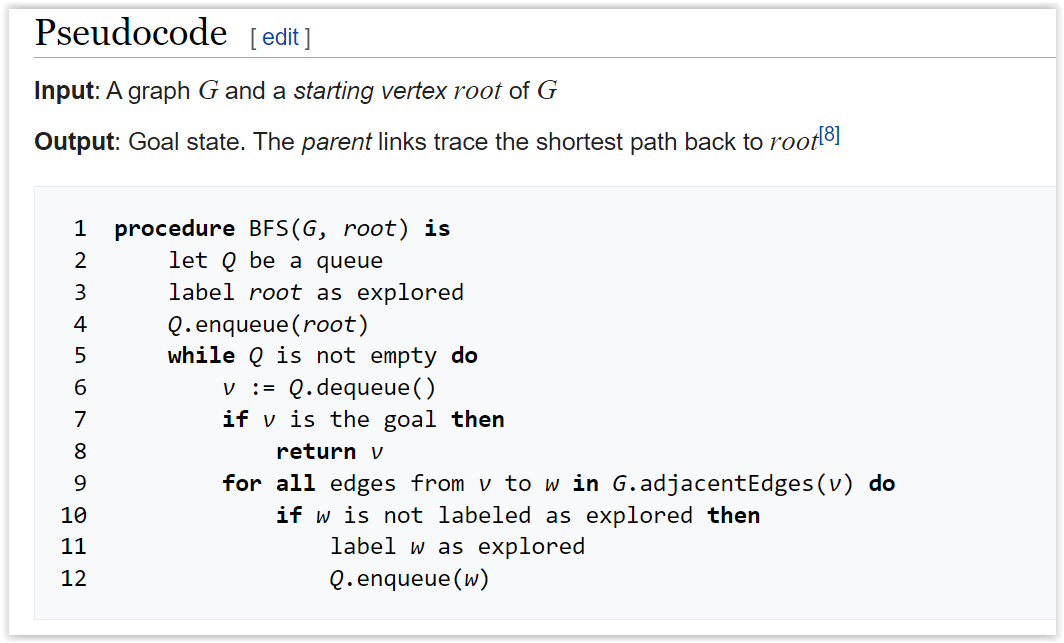 Pseudocode [ edit ]
Input: A graph G and a starting vertex root of G
Output: Goal state. The parent links trace the shortest path back to root[8]
1 procedure BFS(G, root) is
2 let Q be a queue
3 label root as explored
4 Q.enqueue(root)
5 while Q is not empty do
6 v := Q.dequeue()
7 if v is the goal then
8 return v
9 for all edges from v to w in G.adjacentEdges(v) do
10 if w is not labeled as explored then
11 label w as explored
12 Q.enqueue(w)